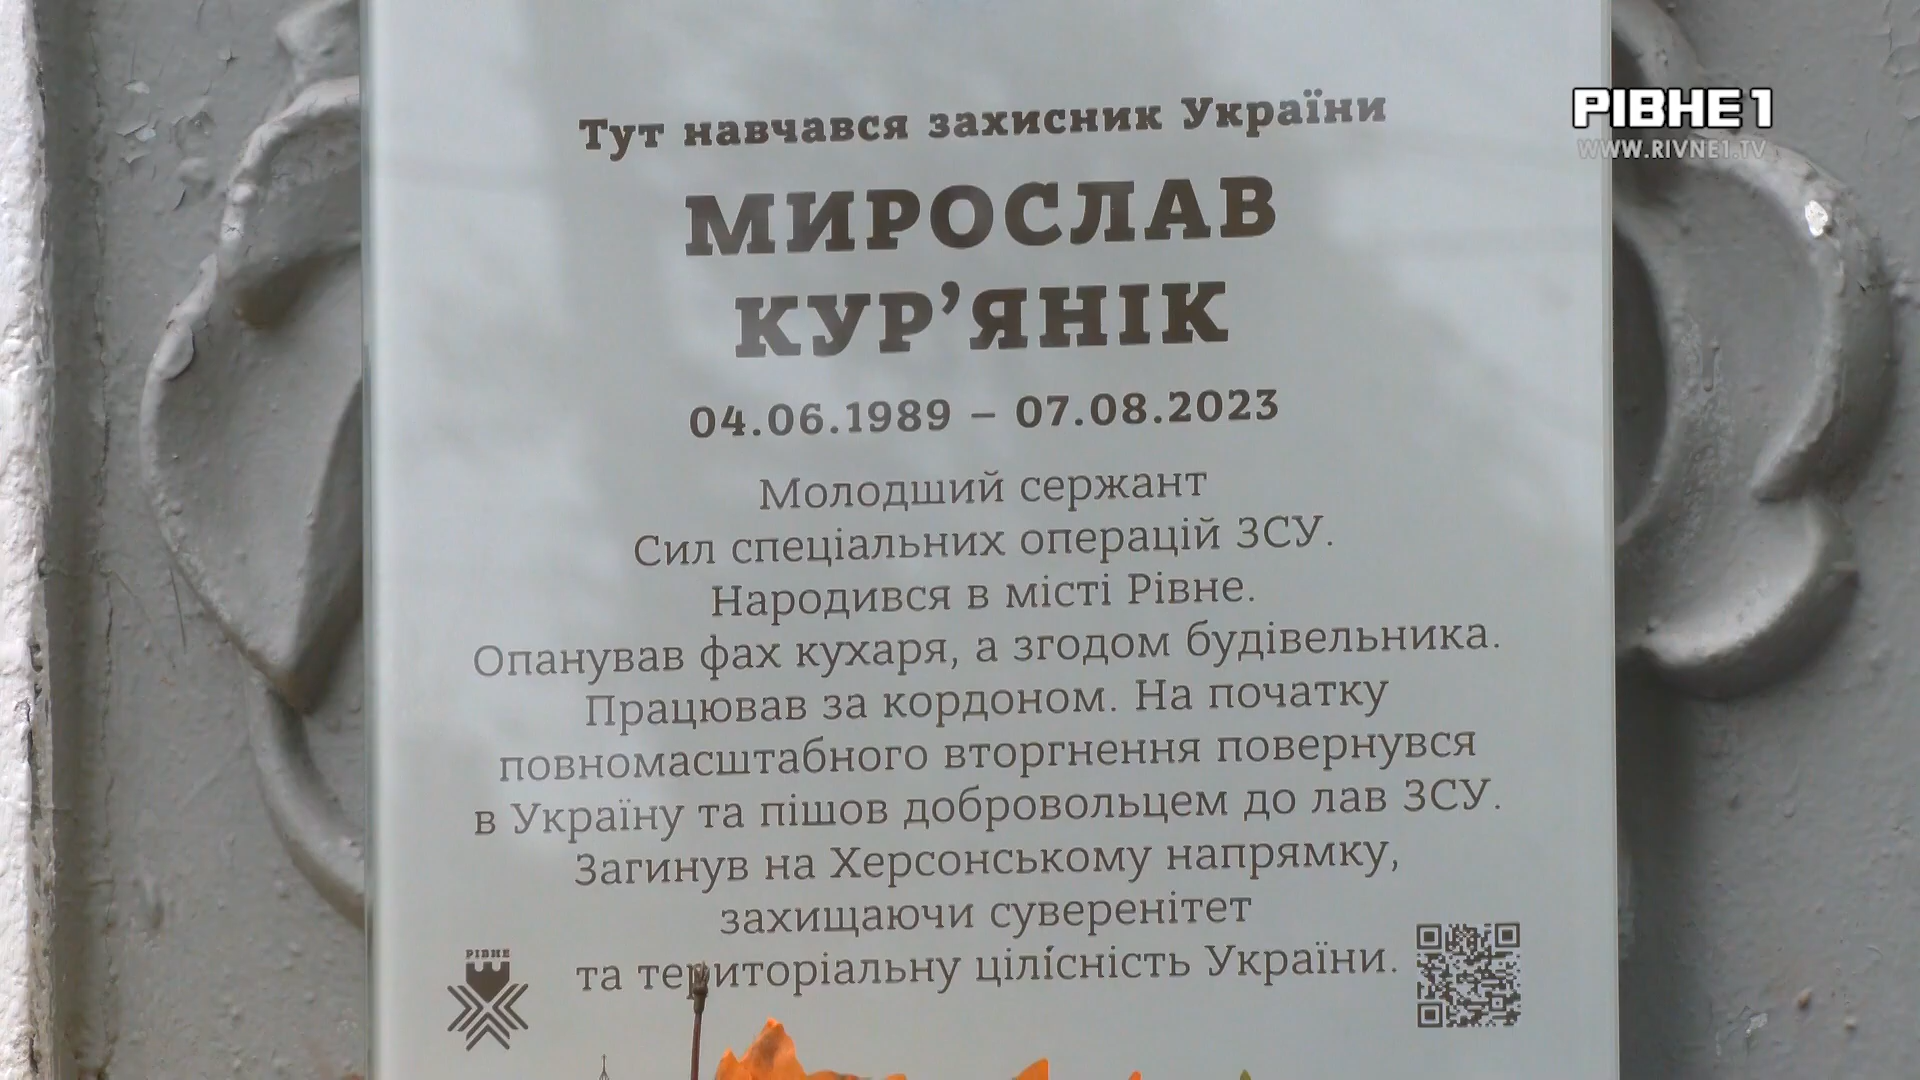 РІВНЕ 1
WWW.RIVNE1.TV
Тут навчався захисник України
МИРОСЛАВ
КУР’ЯНІК
04.06.1989 – 07.08.2023
Молодший сержант
Сил спеціальних операцій ЗСУ.
Народився в місті Рівне.
Опанував фах кухаря, а згодом будівельника.
Працював за кордоном. На початку
повномасштабного вторгнення повернувся
в Україну та пішов добровольцем до лав ЗСУ.
Загинув на Херсонському напрямку,
захищаючи суверенітет
та територіальну цілісність України.
РІВНЕ